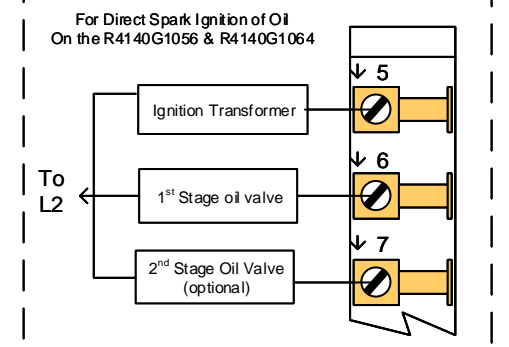 For Direct Spark Ignition of Oil
On the R4140G1056 & R4140G1064
5
Ignition Transformer
6
To
L2
1st Stage oil valve
7
2nd Stage Oil Valve
(optional)